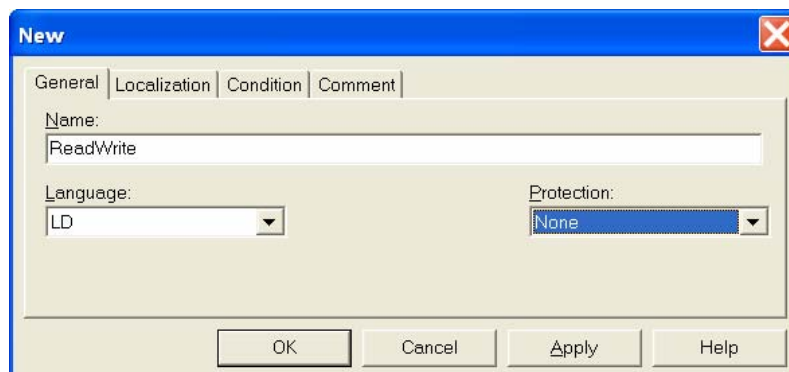 New
General Localization Condition Comment
Name:
ReadWrite
Language: Protection:
LD None
OK Cancel Apply Help